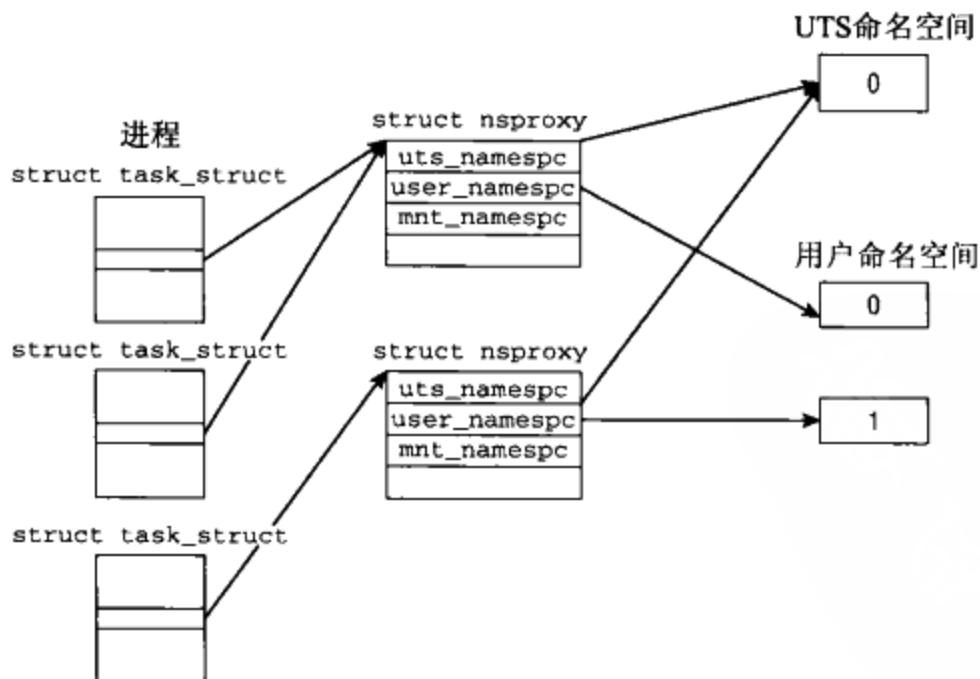 UTS命名空间
0
进程
struct task_struct
struct nsproxy
uts_namespc
user_namespc
mnt_namespc
用户命名空间
0
struct task_struct
struct nsproxy
uts_namespc
user_namespc
mnt_namespc
1
struct task_struct